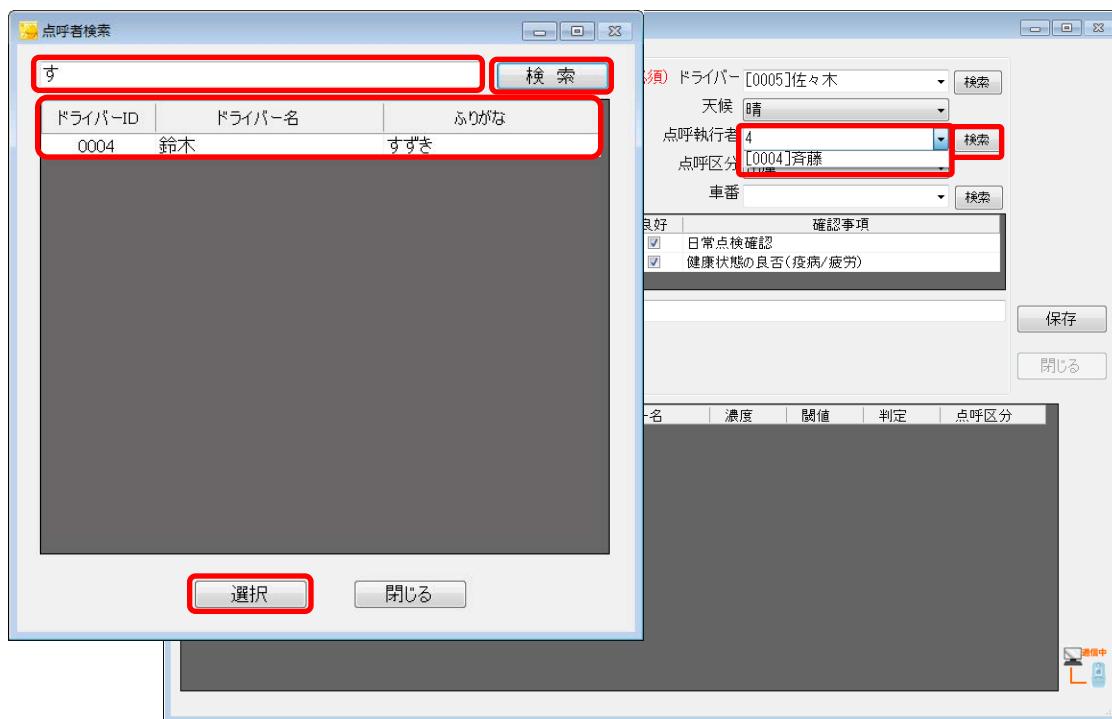 点呼者検索
す
検 索
ドライバーID ドライバー名 ふりがな
0004 鈴木 すずき
選択 閉じる
須) ドライバー [0005]佐々木 検索
天候 晴
点呼執行者 4 検索
[0004]斉藤
点呼区分
車番 検索
良好 確認事項
日常点検確認
健康状態の良否(疫病/疲労)
保存
閉じる
ー名 濃度 閾値 判定 点呼区分
通信中